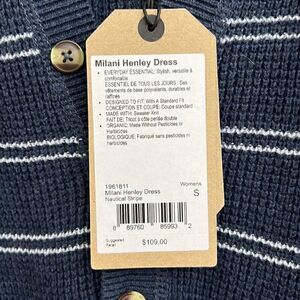 Milani Henley Dress
• EVERYDAY ESSENTIAL: Stylish, versatile &
comfortable
ESSENTIEL DE TOUS LES JOURS : Des
vêtements de base polyvalents, durables et
raffinés
• DESIGNED TO FIT: With A Standard Fit
CONCEPTION ET COUPE: Coupe standard
• MADE WITH: Sweater Knit
FAIT DE: Tricot à côte perlée double
• ORGANIC: Made Without Pesticides or
Herbicides
BIOLOGIQUE: Fabriqué sans pesticides ni
herbicides
1961811
Milani Henley Dress
Nautical Stripe
Womens
S
8 89760 85993 2
Suggested
Retail
$109.00